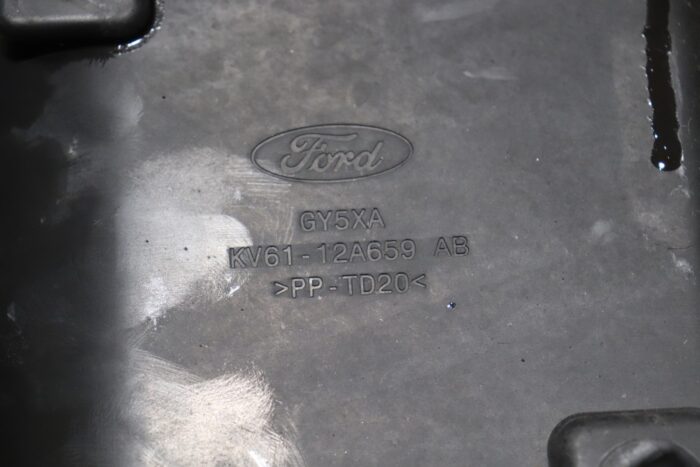 Ford
GY5XA
KV61-12A659 AB
>PP-TD20<